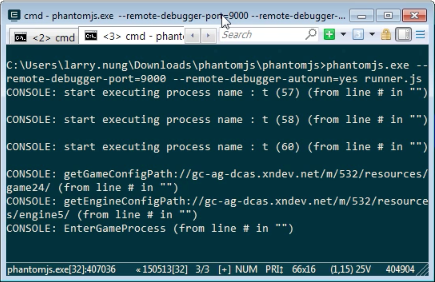 cmd - phantomjs.exe --remote-debugger-port=9000 --remote-debugger-...
<2> cmd
<3> cmd - phant
Search
C:\Users\larry.nung\Downloads\phantomjs\phantomjs>phantomjs.exe --
remote-debugger-port=9000 --remote-debugger-autorun=yes runner.js
CONSOLE: start executing process name : t (57) (from line # in "")
CONSOLE: start executing process name : t (58) (from line # in "")
CONSOLE: start executing process name : t (60) (from line # in "")
CONSOLE: getGameConfigPath://gc-ag-dcas.xndev.net/m/532/resources/
game24/ (from line # in "")
CONSOLE: getEngineConfigPath://gc-ag-dcas.xndev.net/m/532/resource
s/engine5/ (from line # in "")
CONSOLE: EnterGameProcess (from line # in "")
phantomjs.exe[32]:407036 «150513[32] 3/3 [+] NUM PRI‡ 66x16 (1,15) 25V 404904